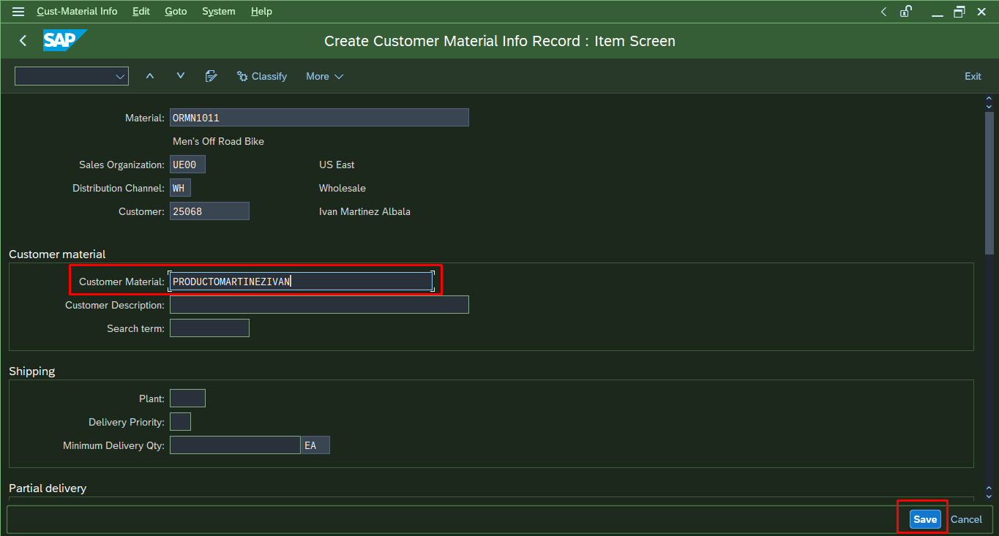 Cust-Material Info Edit Goto System Help
SAP Create Customer Material Info Record : Item Screen
Classify More Exit
Material: ORMN1011
Men's Off Road Bike
Sales Organization: UE00 US East
Distribution Channel: WH Wholesale
Customer: 25068 Ivan Martinez Albala
Customer material
Customer Material: PRODUCTOMARTINEZIVAN
Customer Description:
Search term:
Shipping
Plant:
Delivery Priority:
Minimum Delivery Qty: EA
Partial delivery
Save Cancel